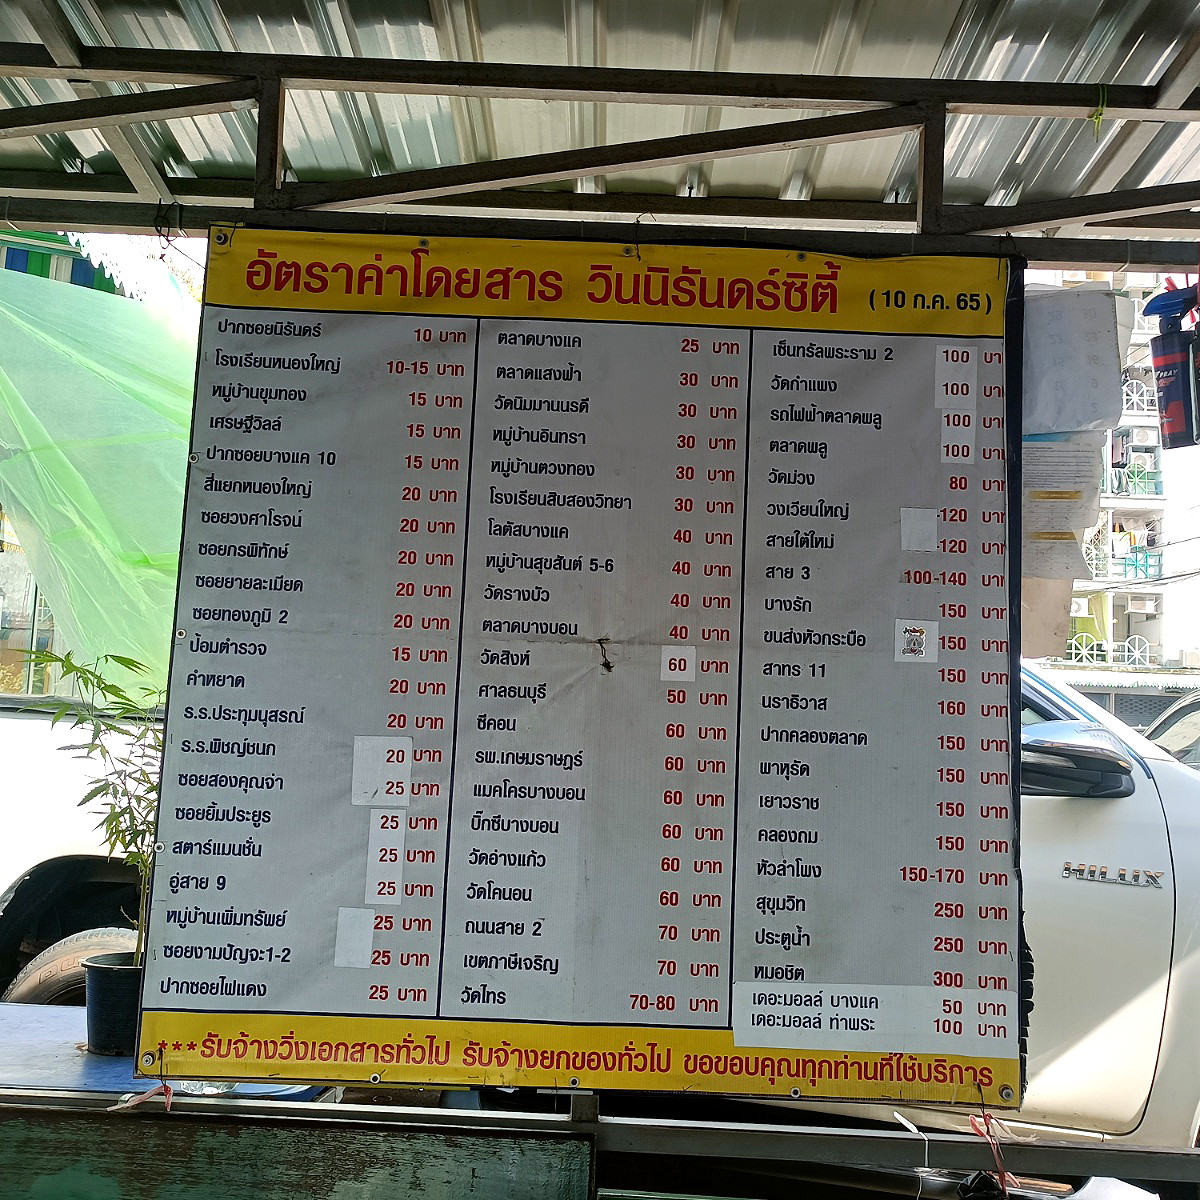 อัตราค่าโดยสาร วินนิรันดร์ซิตี้ (10 ก.ค. 65)
ปากซอยนิรันดร์ 10 บาท
โรงเรียนหนองใหญ่ 10-15 บาท
หมู่บ้านขุมทอง 15 บาท
เศรษฐีวิลล์ 15 บาท
ปากซอยบางแค 10 15 บาท
สี่แยกหนองใหญ่ 20 บาท
ซอยวงศาโรจน์ 20 บาท
ซอยกรพิทักษ์ 20 บาท
ซอยยายละเมียด 20 บาท
ซอยทองภูมิ 2 20 บาท
ป้อมตำรวจ 15 บาท
คำหยาด 20 บาท
ร.ร.ประทุมนุสรณ์ 20 บาท
ร.ร.พิชญ์ชนก 20 บาท
ซอยสองคุณจ่า 25 บาท
ซอยยิ้มประยูร 25 บาท
สตาร์แมนชั่น 25 บาท
อู่สาย 9 25 บาท
หมู่บ้านเพิ่มทรัพย์ 25 บาท
ซอยงามปัญจะ1-2 25 บาท
ปากซอยไฟแดง 25 บาท
ตลาดบางแค 25 บาท
ตลาดแสงฟ้า 30 บาท
วัดนิมมานนรดี 30 บาท
หมู่บ้านอินทรา 30 บาท
หมู่บ้านตวงทอง 30 บาท
โรงเรียนสิบสองวิทยา 30 บาท
โลตัสบางแค 40 บาท
หมู่บ้านสุขสันต์ 5-6 40 บาท
วัดรางบัว 40 บาท
ตลาดบางบอน 40 บาท
วัดสิงห์ 60 บาท
ศาลธนบุรี 50 บาท
ซีคอน 60 บาท
รพ.เกษมราษฎร์ 60 บาท
แมคโครบางบอน 60 บาท
บิ๊กซีบางบอน 60 บาท
วัดอ่างแก้ว 60 บาท
วัดโคนอน 60 บาท
ถนนสาย 2 70 บาท
เขตภาษีเจริญ 70 บาท
วัดไทร 70-80 บาท
เซ็นทรัลพระราม 2 100 บา
วัดกำแพง 100 บา
รถไฟฟ้าตลาดพลู 100 บา
ตลาดพลู 100 บา
วัดม่วง 80 บา
วงเวียนใหญ่ -120 บา
สายใต้ใหม่ -120 บา
สาย 3 100-140 บา
บางรัก 150 บาท
ขนส่งหัวกระบือ 150 บาท
สาทร 11 150 บาท
นราธิวาส 160 บาท
ปากคลองตลาด 150 บาท
พาหุรัด 150 บาท
เยาวราช 150 บาท
คลองถม 150 บาท
หัวลำโพง 150-170 บาท
สุขุมวิท 250 บาท
ประตูน้ำ 250 บาท
หมอชิต 300 บาท
เดอะมอลล์ บางแค 50 บาท
เดอะมอลล์ ท่าพระ 100 บาท
***รับจ้างวิ่งเอกสารทั่วไป รับจ้างยกของทั่วไป ขอขอบคุณทุกท่านที่ใช้บริการ
HILUX